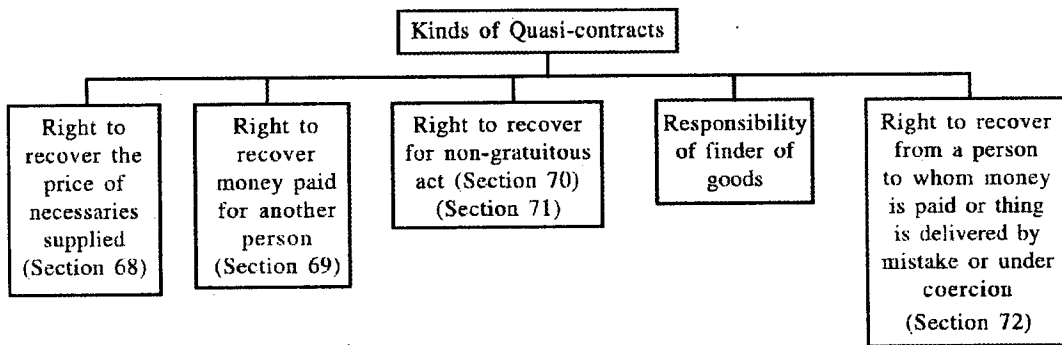 Kinds of Quasi-contracts
Right to
recover the
price of
necessaries
supplied
(Section 68)
Right to
recover
money paid
for another
person
(Section 69)
Right to recover
for non-gratuitous
act (Section 70)
(Section 71)
Responsibility
of finder of
goods
Right to recover
from a person
to whom money
is paid or thing
is delivered by
mistake or under
coercion
(Section 72)